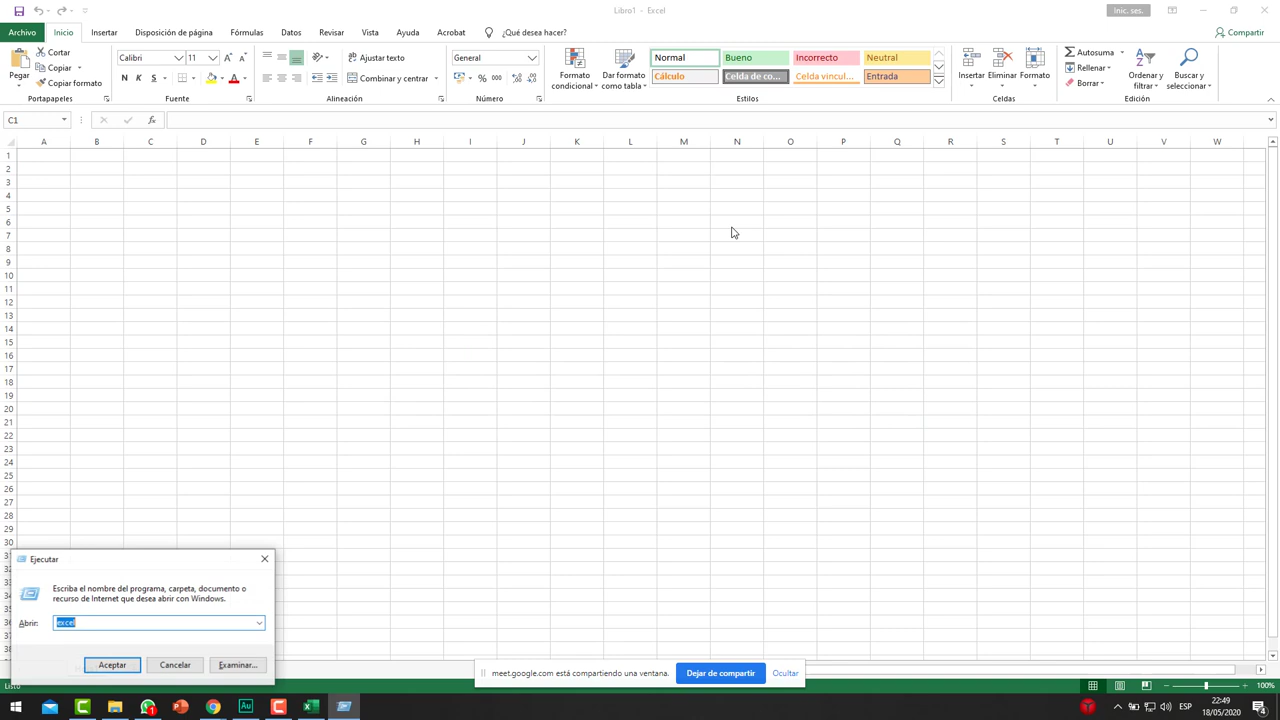 Libro1 - Excel
Inic. ses.
Archivo Inicio Insertar Disposición de página Fórmulas Datos Revisar Vista Ayuda Acrobat ¿Qué desea hacer? Compartir
Pegar
Cortar
Copiar
Copiar formato
Portapapeles
Calibri 11
N K S
Fuente
Ajustar texto
Combinar y centrar
Alineación
General
% 000
Número
Formato condicional
Dar formato como tabla
Normal Bueno Incorrecto Neutral
Cálculo Celda de co... Celda vincul... Entrada
Estilos
Insertar Eliminar Formato
Celdas
Autosuma
Rellenar
Borrar
Ordenar y filtrar
Buscar y seleccionar
Edición
C1 fx
A B C D E F G H I J K L M N O P Q R S T U V W
1
2
3
4
5
6
7
8
9
10
11
12
13
14
15
16
17
18
19
20
21
22
23
24
25
26
27
28
29
30
Ejecutar
Escriba el nombre del programa, carpeta, documento o
recurso de Internet que desea abrir con Windows.
Abrir: excel
Aceptar Cancelar Examinar...
meet.google.com está compartiendo una ventana. Dejar de compartir Ocultar
Listo 100%
ESP
22:49
18/05/2020
4